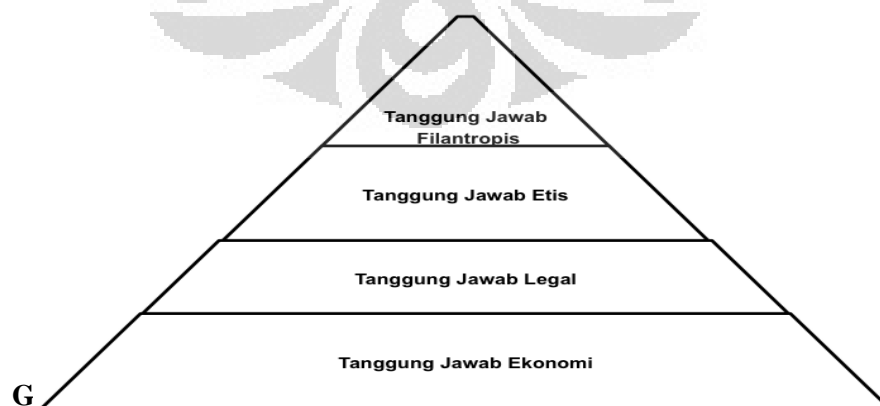 Tanggung Jawab
Filantropis
Tanggung Jawab Etis
Tanggung Jawab Legal
Tanggung Jawab Ekonomi
G